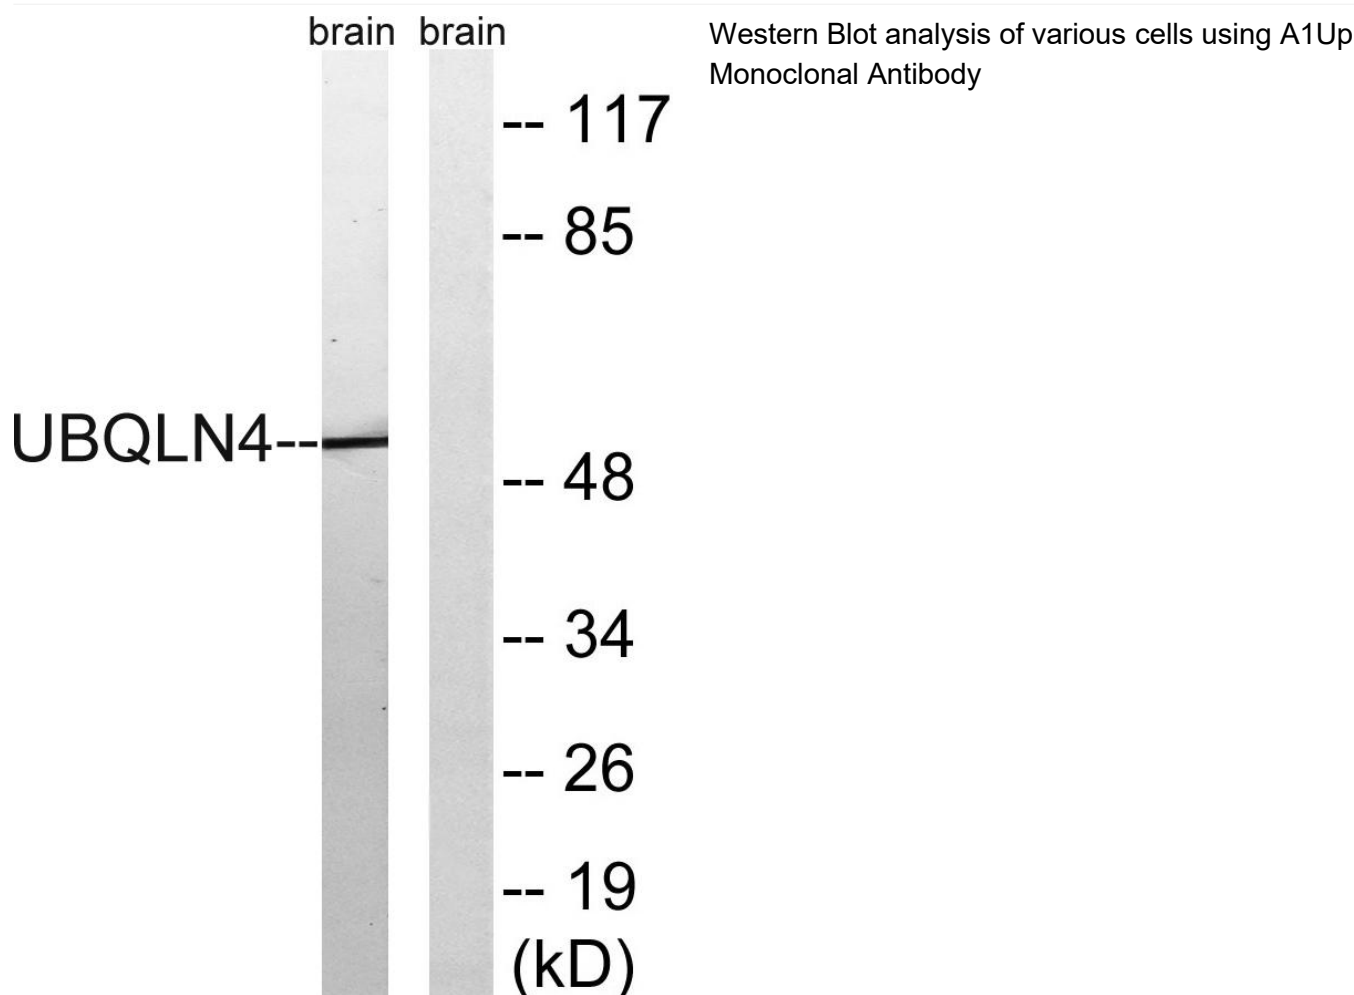 brain brain
Western Blot analysis of various cells using A1Up
Monoclonal Antibody
-- 117
-- 85
UBQLN4--
-- 48
-- 34
-- 26
-- 19
(kD)